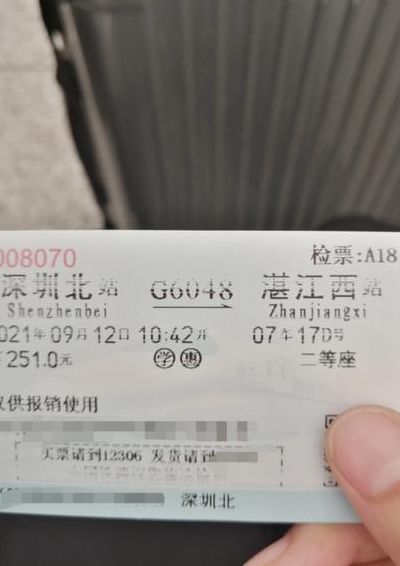 008070 检票:A18
深圳北站 G6048 湛江西站
Shenzhenbei Zhanjiangxi
021年09月12日10:42开 07车17D号
251.0元 学 惠 二等座
仅供报销使用
买票请到12306 发货请到
深圳北